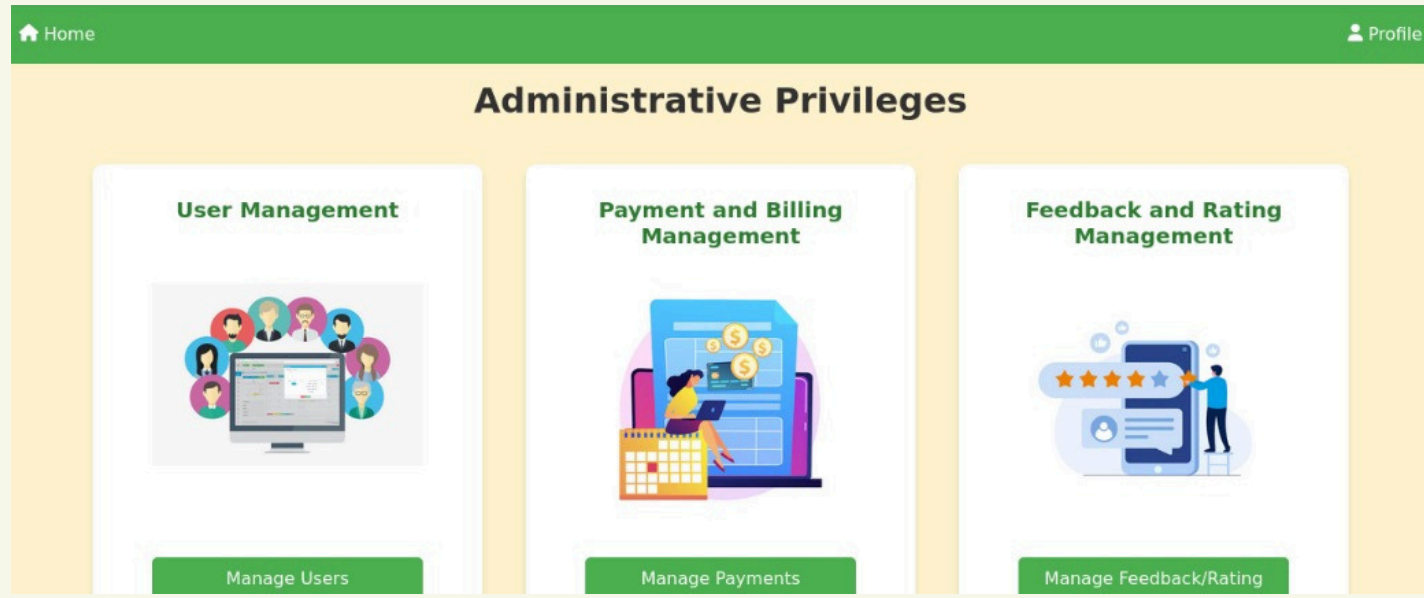 Home
Profile
Administrative Privileges
User Management
Payment and Billing
Management
Feedback and Rating
Management
Manage Users
Manage Payments
Manage Feedback/Rating